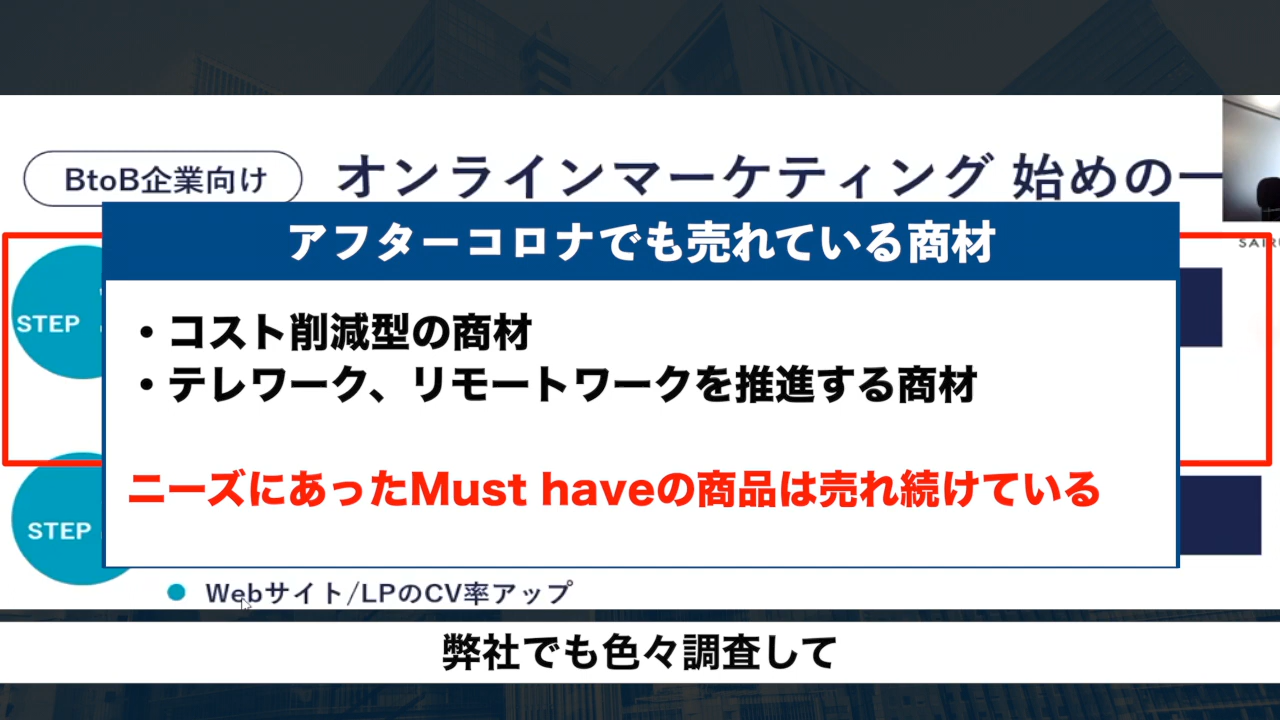 BtoB企業向け
オンラインマーケティング 始めの一
アフターコロナでも売れている商材
STEP
・コスト削減型の商材
・テレワーク、リモートワークを推進する商材
ニーズにあったMust haveの商品は売れ続けている
STEP
● Webサイト/LPのCV率アップ
弊社でも色々調査して